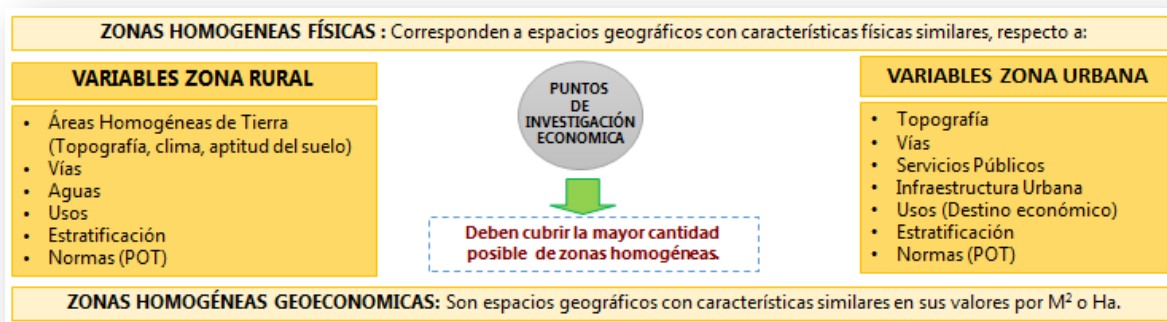 ZONAS HOMOGENEAS FÍSICAS : Corresponden a espacios geográficos con características físicas similares, respecto a:
VARIABLES ZONA RURAL
• Áreas Homogéneas de Tierra
(Topografía, clima, aptitud del suelo)
• Vías
• Aguas
• Usos
• Estratificación
• Normas (POT)
PUNTOS
DE
INVESTIGACIÓN
ECONOMICA
Deben cubrir la mayor cantidad
posible de zonas homogéneas.
VARIABLES ZONA URBANA
• Topografía
• Vías
• Servicios Públicos
• Infraestructura Urbana
• Usos (Destino económico)
• Estratificación
• Normas (POT)
ZONAS HOMOGÉNEAS GEOECONOMICAS: Son espacios geográficos con características similares en sus valores por M² o Ha.